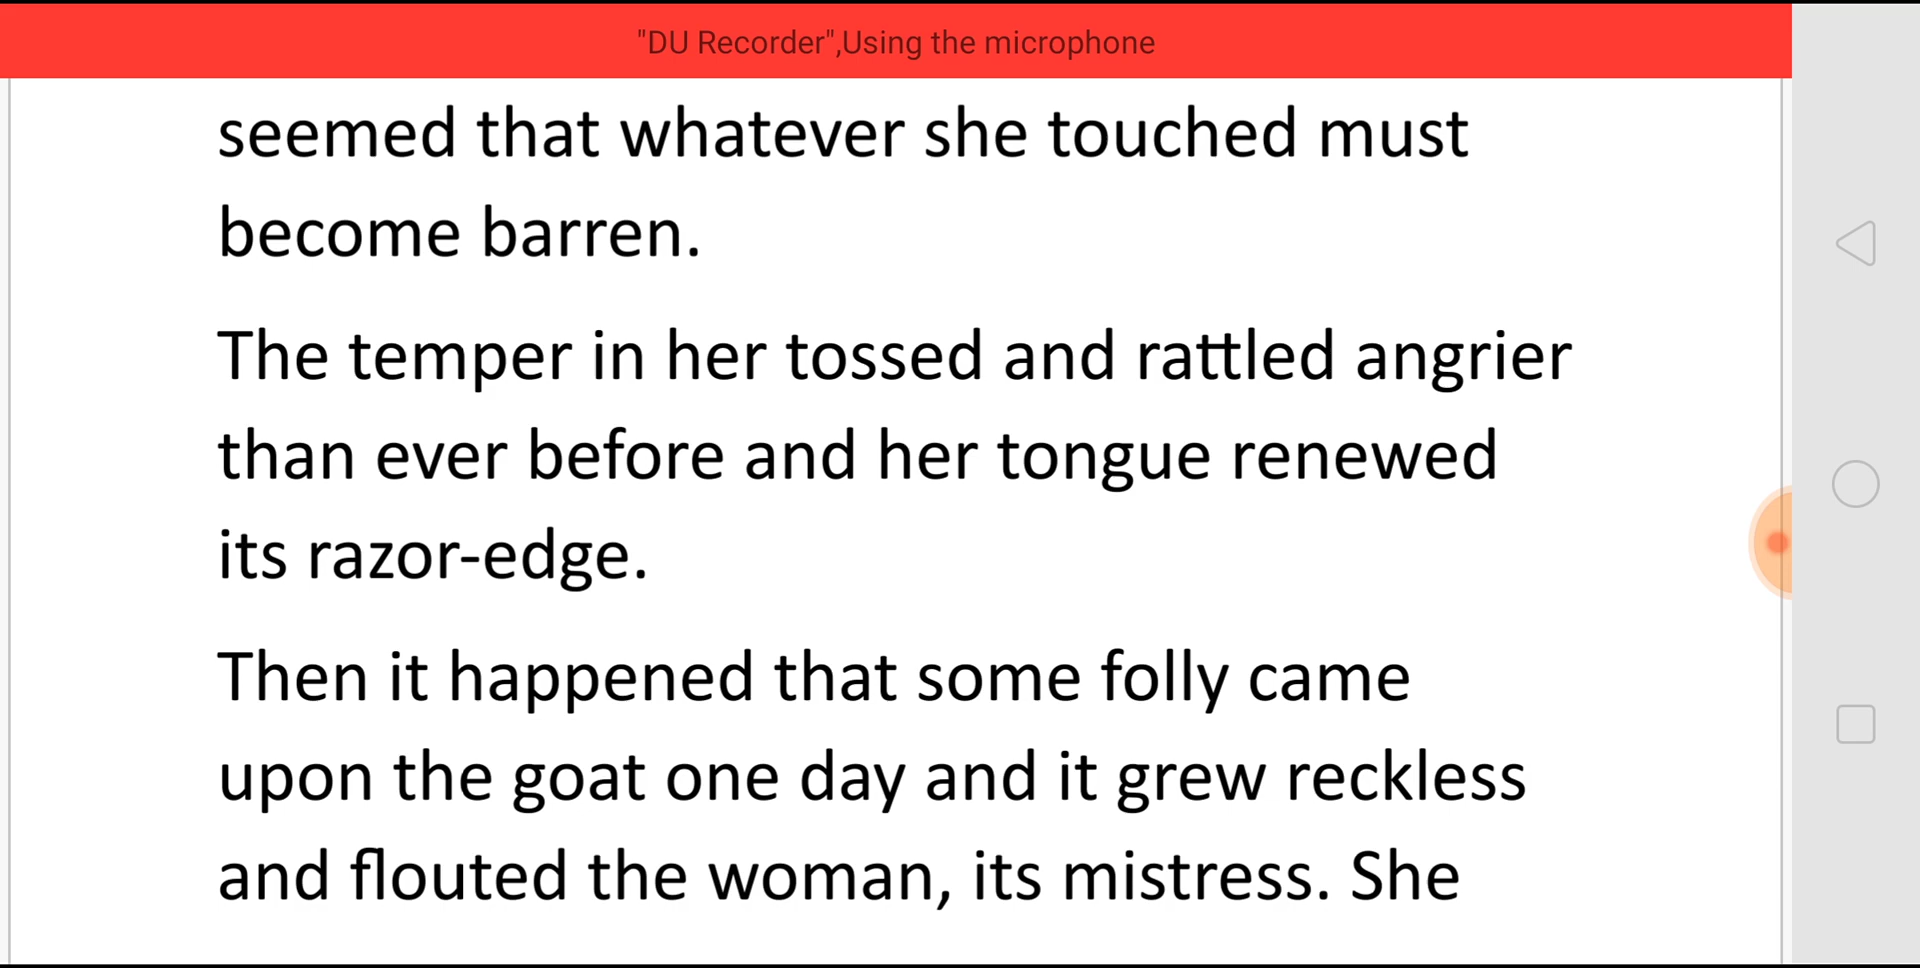 "DU Recorder",Using the microphone
seemed that whatever she touched must
become barren.
The temper in her tossed and rattled angrier
than ever before and her tongue renewed
its razor-edge.
Then it happened that some folly came
upon the goat one day and it grew reckless
and flouted the woman, its mistress. She